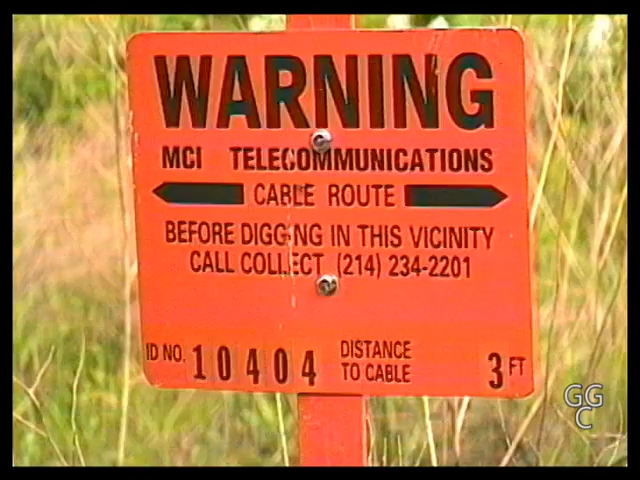 WARNING
MCI TELECOMMUNICATIONS
CABLE ROUTE
BEFORE DIGGING IN THIS VICINITY
CALL COLLECT (214) 234-2201
ID NO. 10404 DISTANCE TO CABLE 3 FT
GGC